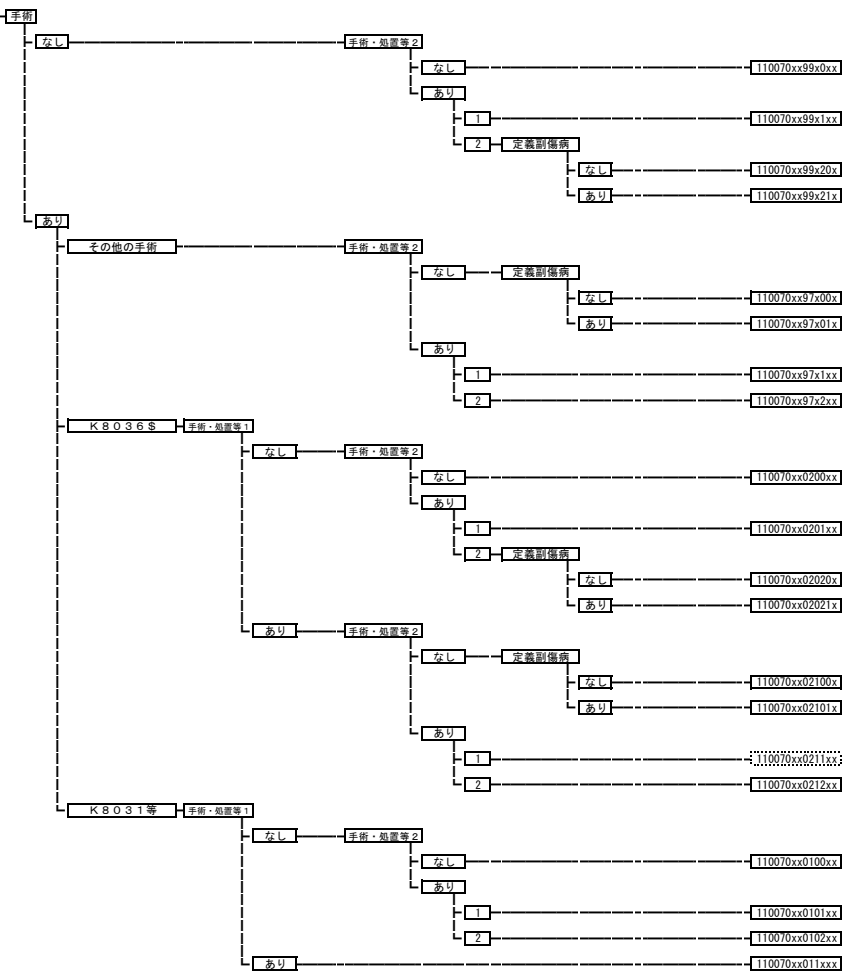 手術
なし 手術・処置等２
なし 110070xx99x0xx
あり
1 110070xx99x1xx
2 定義副傷病
なし 110070xx99x20x
あり 110070xx99x21x
あり
その他の手術 手術・処置等２
なし 定義副傷病
なし 110070xx97x00x
あり 110070xx97x01x
あり
1 110070xx97x1xx
2 110070xx97x2xx
Ｋ８０３６＄ 手術・処置等１
なし 手術・処置等２
なし 110070xx0200xx
あり
1 110070xx0201xx
2 定義副傷病
なし 110070xx02020x
あり 110070xx02021x
あり 手術・処置等２
なし 定義副傷病
なし 110070xx02100x
あり 110070xx02101x
あり
1 110070xx0211xx
2 110070xx0212xx
Ｋ８０３１等 手術・処置等１
なし 手術・処置等２
なし 110070xx0100xx
あり
1 110070xx0101xx
2 110070xx0102xx
あり 110070xx011xxx